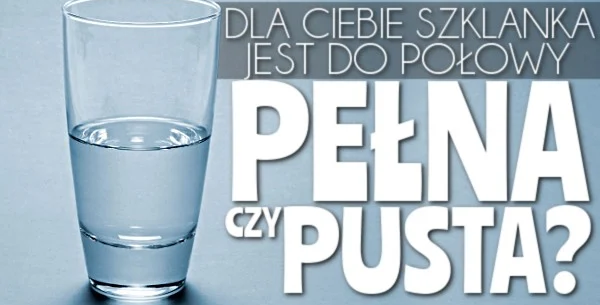 DLA CIEBIE SZKLANKA
JEST DO POŁOWY
PEŁNA
CZY PUSTA?